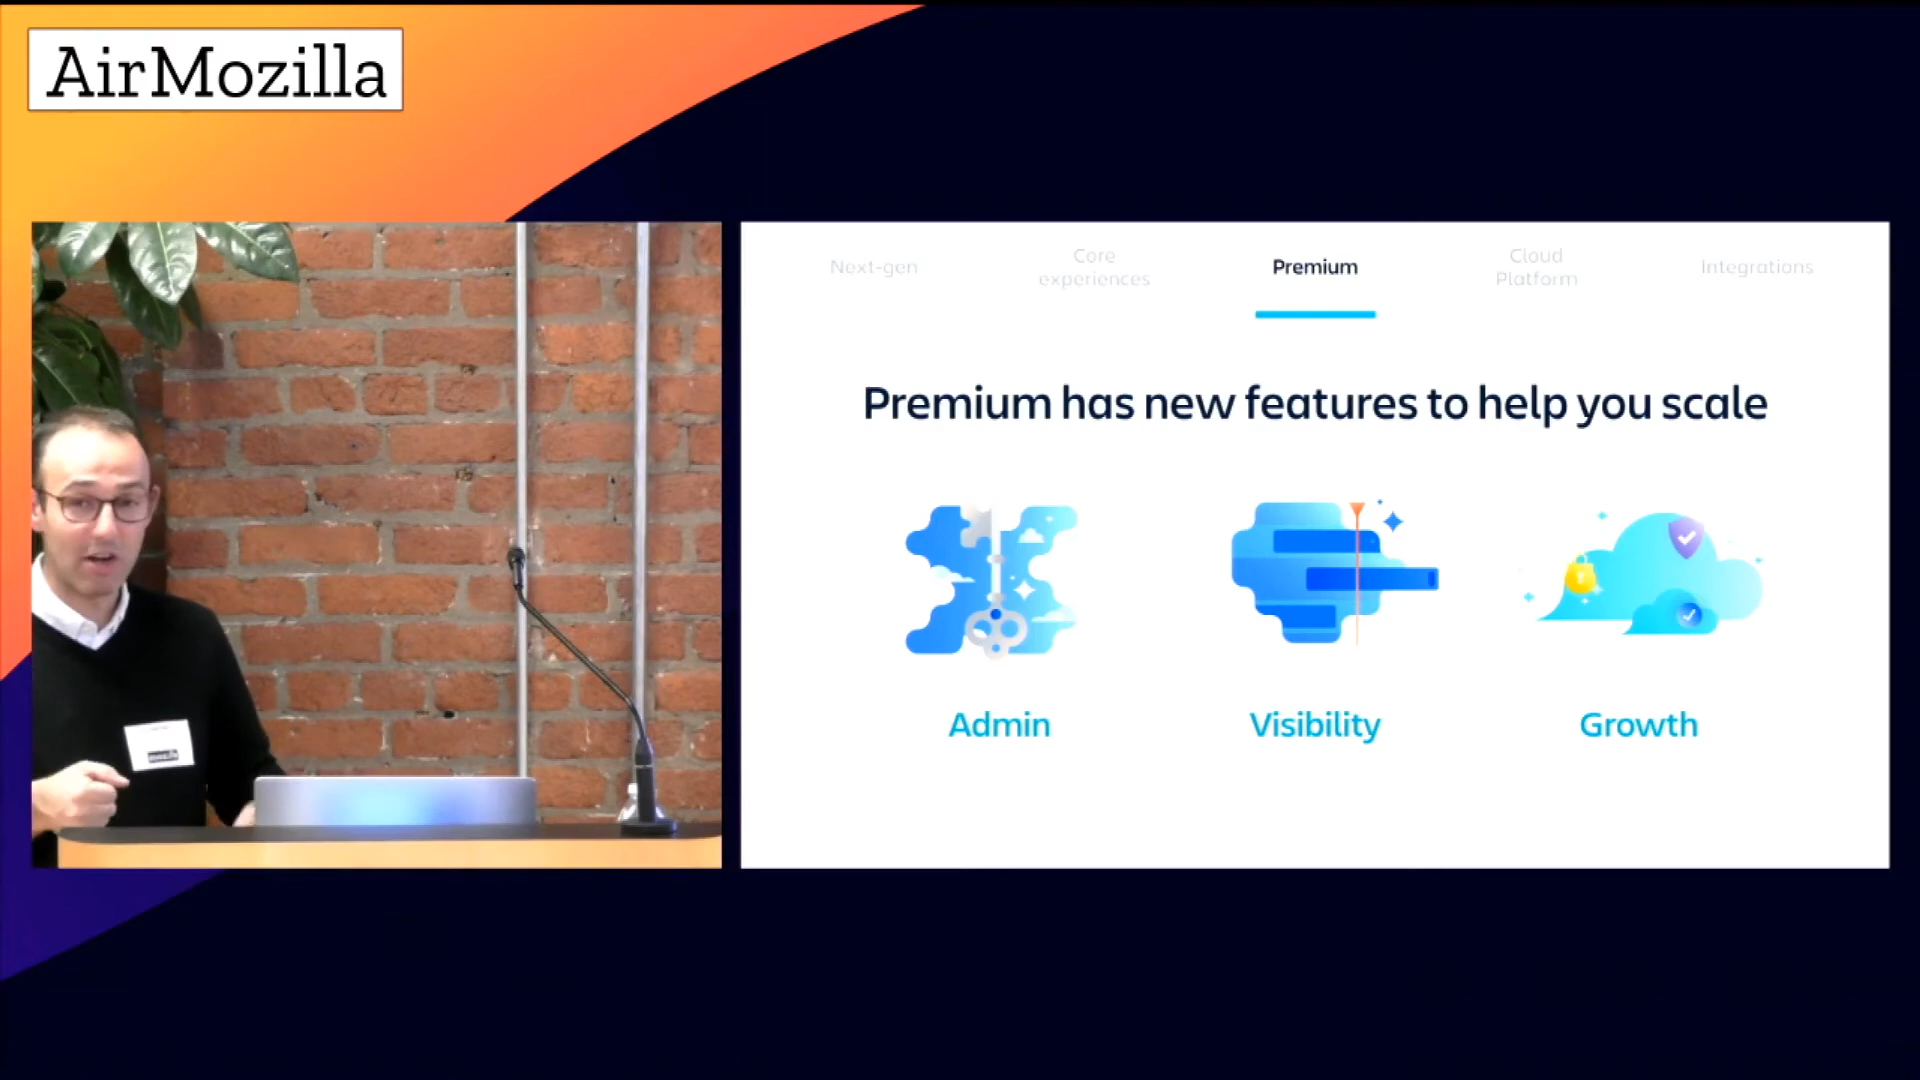 AirMozilla
Next-gen
Core
experiences
Premium
Cloud
Platform
Integrations
Premium has new features to help you scale
Admin
Visibility
Growth